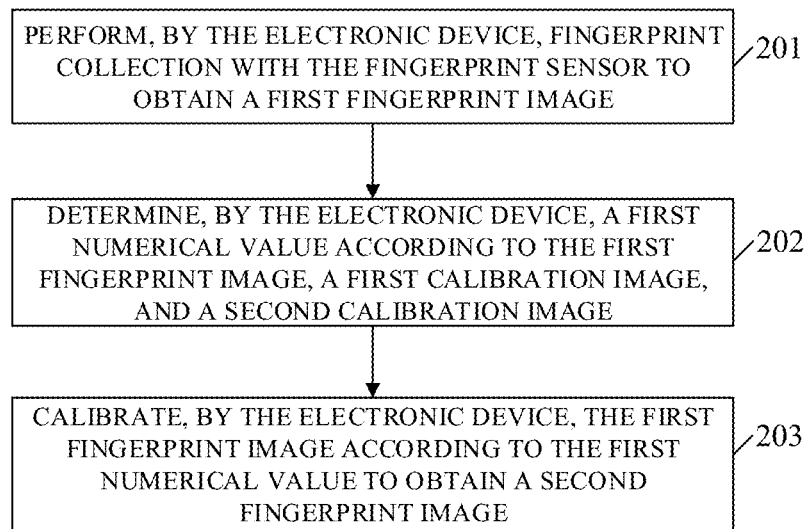 PERFORM, BY THE ELECTRONIC DEVICE, FINGERPRINT
COLLECTION WITH THE FINGERPRINT SENSOR TO
OBTAIN A FIRST FINGERPRINT IMAGE
201
DETERMINE, BY THE ELECTRONIC DEVICE, A FIRST
NUMERICAL VALUE ACCORDING TO THE FIRST
FINGERPRINT IMAGE, A FIRST CALIBRATION IMAGE,
AND A SECOND CALIBRATION IMAGE
202
CALIBRATE, BY THE ELECTRONIC DEVICE, THE FIRST
FINGERPRINT IMAGE ACCORDING TO THE FIRST
NUMERICAL VALUE TO OBTAIN A SECOND
FINGERPRINT IMAGE
203